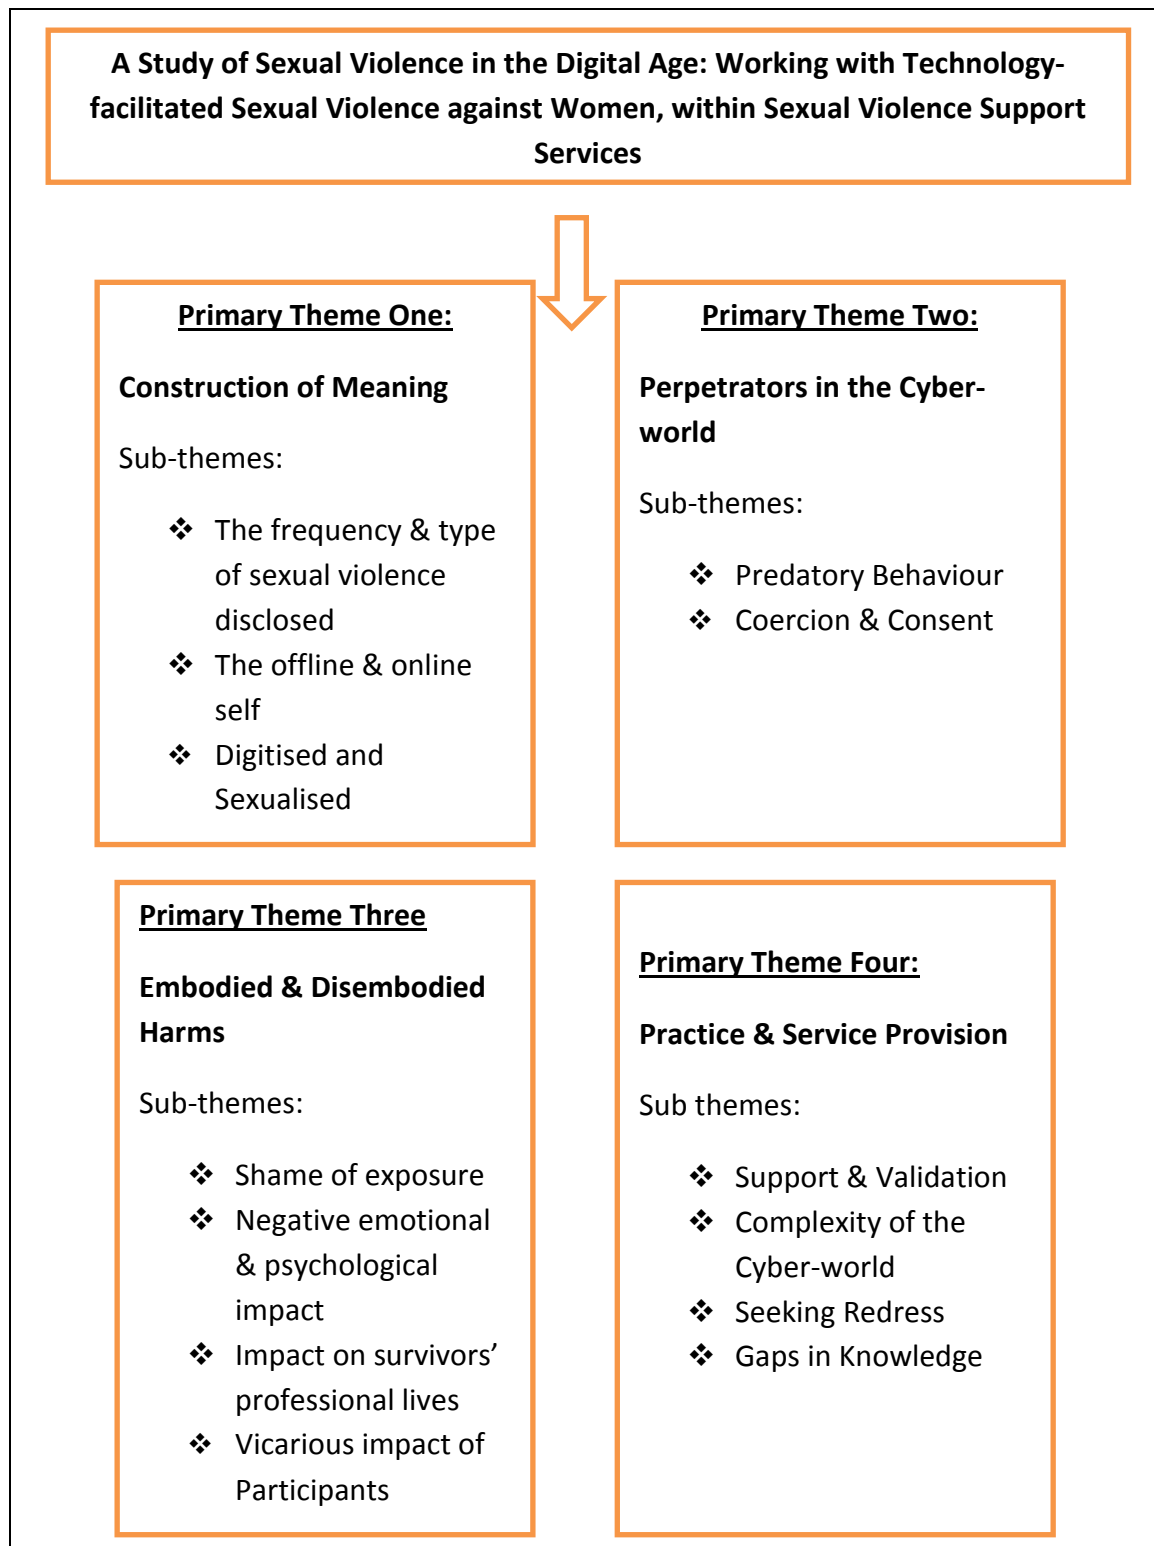 A Study of Sexual Violence in the Digital Age: Working with Technology-
facilitated Sexual Violence against Women, within Sexual Violence Support
Services
Primary Theme One:
Construction of Meaning
Sub-themes:
❖ The frequency & type
of sexual violence
disclosed
❖ The offline & online
self
❖ Digitised and
Sexualised
Primary Theme Two:
Perpetrators in the Cyber-
world
Sub-themes:
❖ Predatory Behaviour
❖ Coercion & Consent
Primary Theme Three
Embodied & Disembodied
Harms
Sub-themes:
❖ Shame of exposure
❖ Negative emotional
& psychological
impact
❖ Impact on survivors’
professional lives
❖ Vicarious impact of
Participants
Primary Theme Four:
Practice & Service Provision
Sub themes:
❖ Support & Validation
❖ Complexity of the
Cyber-world
❖ Seeking Redress
❖ Gaps in Knowledge